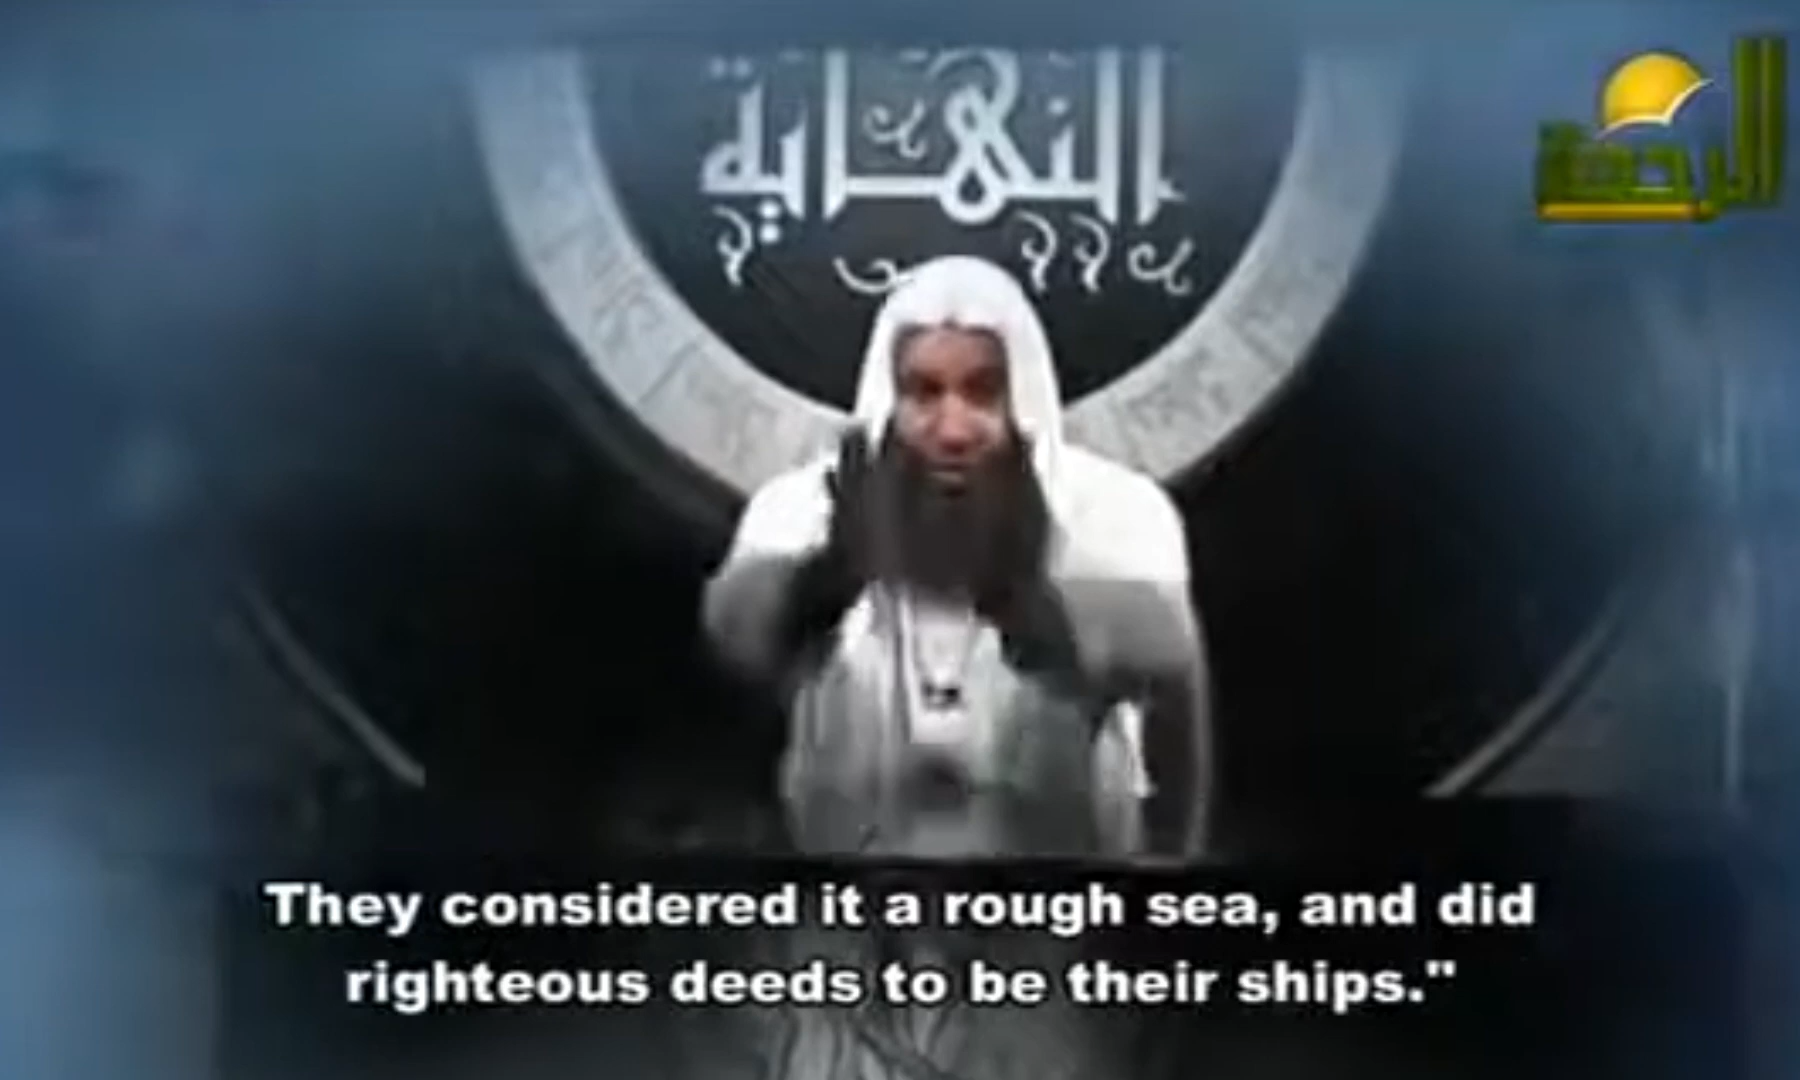 النهاية
الرحمة
They considered it a rough sea, and did
righteous deeds to be their ships."